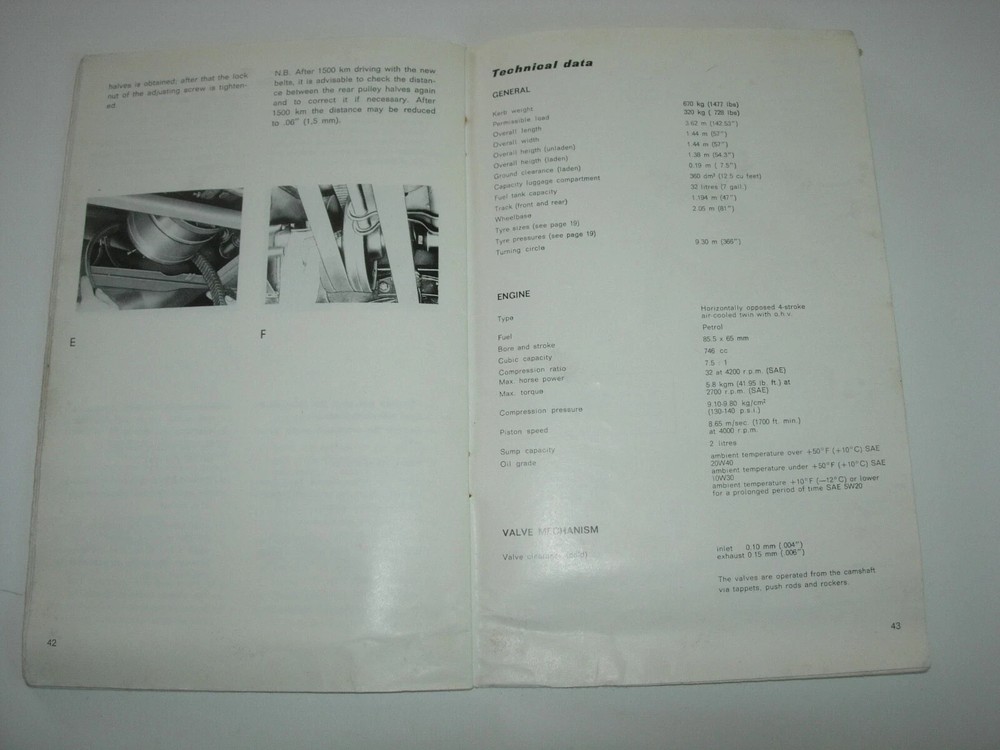 halves is obtained; after that the lock
nut of the adjusting screw is tighten-
ed.
N.B. After 1500 km driving with the new
belts, it is advisable to check the distan-
ce between the rear pulley halves again
and to correct it if necessary. After
1500 km the distance may be reduced
to .06" (1,5 mm).
E
F
42
Technical data
GENERAL
Kerb weight 670 kg (1477 lbs)
Permissible load 320 kg ( 728 lbs)
Overall length 3.62 m (142.53")
Overall width 1.44 m (57")
Overall heigth (unladen) 1.44 m (57")
Overall heigth (laden) 1.38 m (54.3")
Ground clearance (laden) 0.19 m ( 7.5")
Capacity luggage compartment 360 dm³ (12.5 cu feet)
Fuel tank capacity 32 litres (7 gall.)
Track (front and rear) 1.194 m (47")
Wheelbase 2.05 m (81")
Tyre sizes (see page 19)
Tyre pressures (see page 19)
Turning circle 9.30 m (366")
ENGINE
Type Horizontally opposed 4-stroke
air cooled twin with o.h.v.
Fuel Petrol
Bore and stroke 85.5 x 65 mm
Cubic capacity 746 cc
Compression ratio 7.5 : 1
Max. horse power 32 at 4200 r.p.m. (SAE)
Max. torque 5.8 kgm (41.95 lb. ft.) at
2700 r.p.m. (SAE)
Compression pressure 9.10-9.80 kg/cm²
(130-140 p.s.i.)
Piston speed 8.65 m/sec. (1700 ft. min.)
at 4000 r.p.m.
Sump capacity 2 litres
Oil grade ambient temperature over +50°F (+10°C) SAE
20W40
ambient temperature under +50°F (+10°C) SAE
10W30
ambient temperature +10°F (—12°C) or lower
for a prolonged period of time SAE 5W20
VALVE MECHANISM
Valve clearance (cold) inlet 0.10 mm (.004")
exhaust 0.15 mm (.006")
The valves are operated from the camshaft
via tappets, push rods and rockers.
43